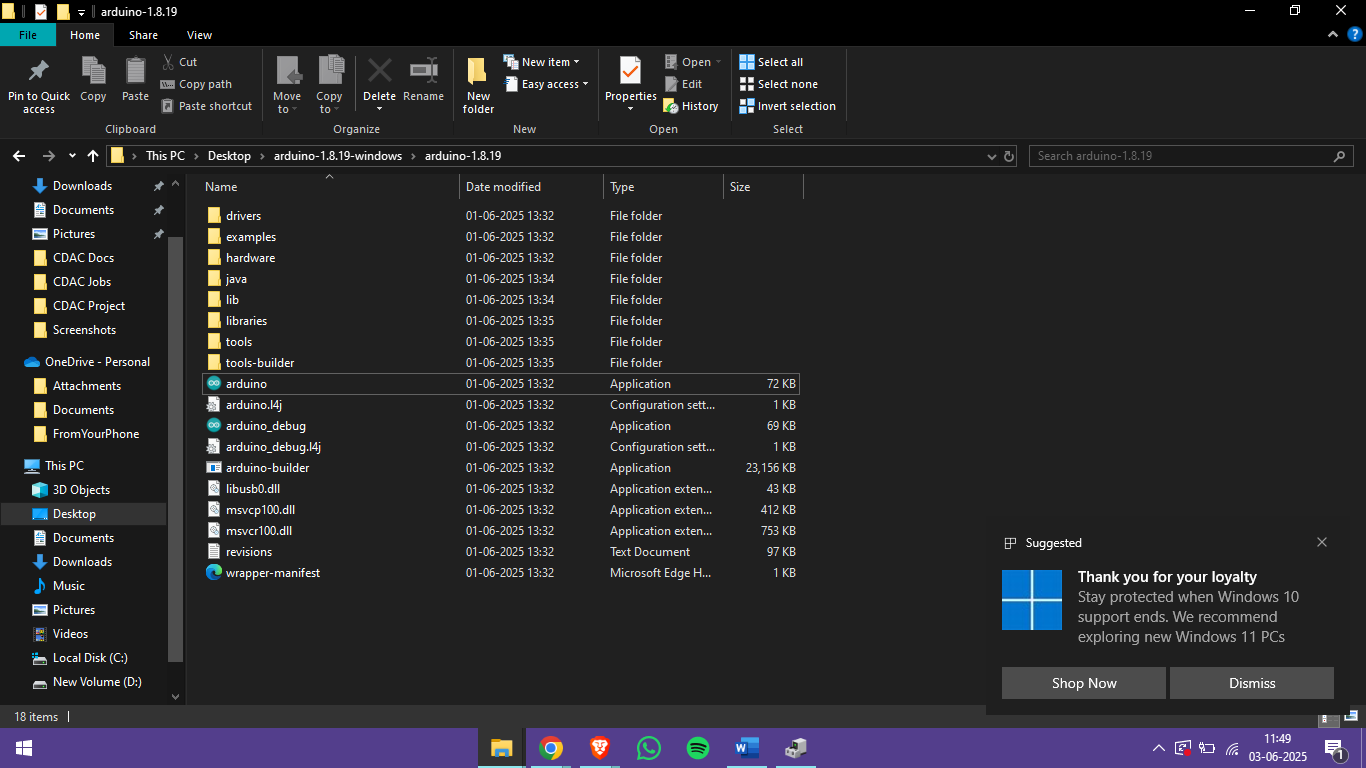 arduino-1.8.19
File Home Share View
Pin to Quick access
Copy
Paste
Cut
Copy path
Paste shortcut
Clipboard
Move to
Copy to
Delete
Rename
Organize
New folder
New item
Easy access
New
Properties
Open
Edit
History
Open
Select all
Select none
Invert selection
Select
This PC > Desktop > arduino-1.8.19-windows > arduino-1.8.19
Search arduino-1.8.19
Downloads
Documents
Pictures
CDAC Docs
CDAC Jobs
CDAC Project
Screenshots
OneDrive - Personal
Attachments
Documents
FromYourPhone
This PC
3D Objects
Desktop
Documents
Downloads
Music
Pictures
Videos
Local Disk (C:)
New Volume (D:)
Name Date modified Type Size
drivers 01-06-2025 13:32 File folder
examples 01-06-2025 13:32 File folder
hardware 01-06-2025 13:32 File folder
java 01-06-2025 13:34 File folder
lib 01-06-2025 13:34 File folder
libraries 01-06-2025 13:35 File folder
tools 01-06-2025 13:35 File folder
tools-builder 01-06-2025 13:35 File folder
arduino 01-06-2025 13:32 Application 72 KB
arduino.l4j 01-06-2025 13:32 Configuration sett... 1 KB
arduino_debug 01-06-2025 13:32 Application 69 KB
arduino_debug.l4j 01-06-2025 13:32 Configuration sett... 1 KB
arduino-builder 01-06-2025 13:32 Application 23,156 KB
libusb0.dll 01-06-2025 13:32 Application exten... 43 KB
msvcp100.dll 01-06-2025 13:32 Application exten... 412 KB
msvcr100.dll 01-06-2025 13:32 Application exten... 753 KB
revisions 01-06-2025 13:32 Text Document 97 KB
wrapper-manifest 01-06-2025 13:32 Microsoft Edge H... 1 KB
Suggested
Thank you for your loyalty
Stay protected when Windows 10
support ends. We recommend
exploring new Windows 11 PCs
Shop Now
Dismiss
18 items
11:49
03-06-2025
1